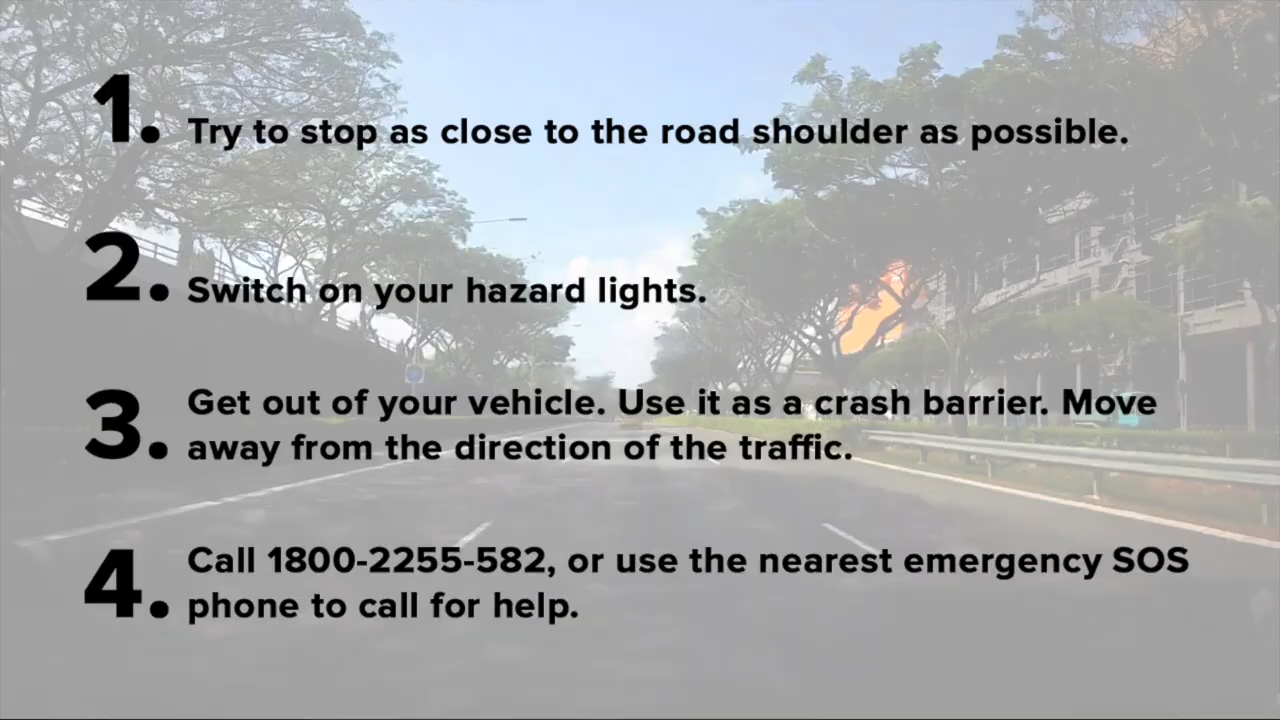 1. Try to stop as close to the road shoulder as possible.
2. Switch on your hazard lights.
3. Get out of your vehicle. Use it as a crash barrier. Move
away from the direction of the traffic.
4. Call 1800-2255-582, or use the nearest emergency SOS
phone to call for help.